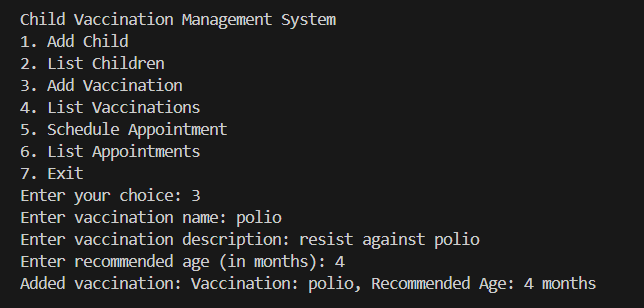 Child Vaccination Management System
1. Add Child
2. List Children
3. Add Vaccination
4. List Vaccinations
5. Schedule Appointment
6. List Appointments
7. Exit
Enter your choice: 3
Enter vaccination name: polio
Enter vaccination description: resist against polio
Enter recommended age (in months): 4
Added vaccination: Vaccination: polio, Recommended Age: 4 months